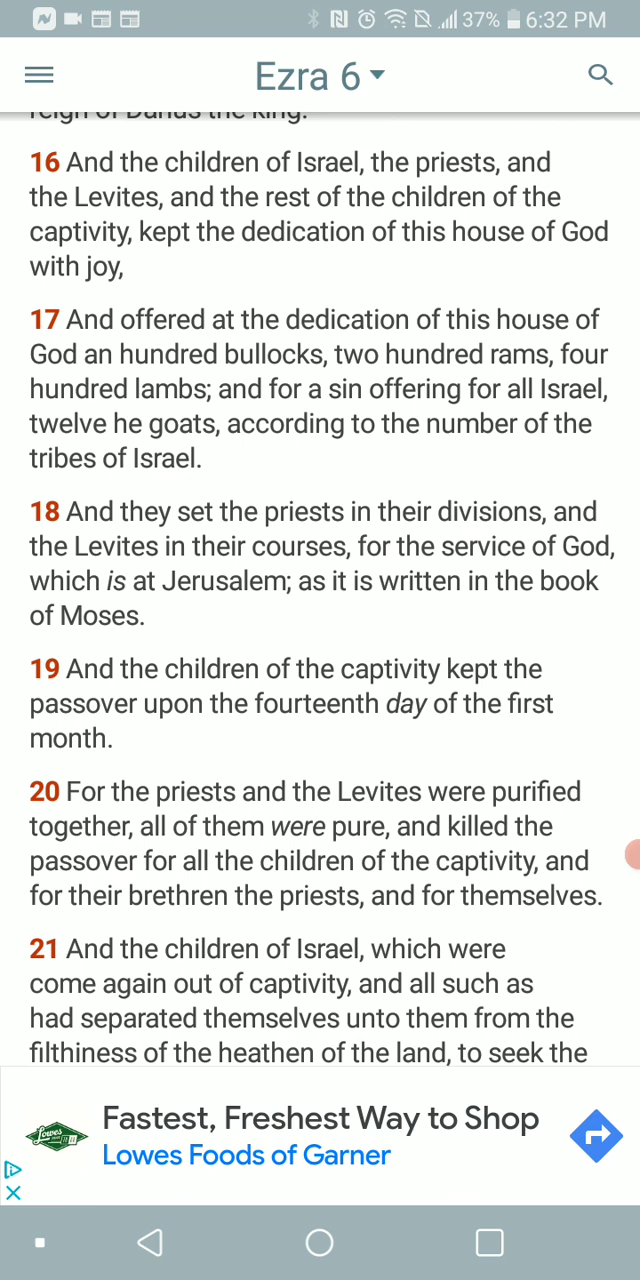 37% 6:32 PM
Ezra 6
reign of Darius the king.
16 And the children of Israel, the priests, and
the Levites, and the rest of the children of the
captivity, kept the dedication of this house of God
with joy,
17 And offered at the dedication of this house of
God an hundred bullocks, two hundred rams, four
hundred lambs; and for a sin offering for all Israel,
twelve he goats, according to the number of the
tribes of Israel.
18 And they set the priests in their divisions, and
the Levites in their courses, for the service of God,
which is at Jerusalem; as it is written in the book
of Moses.
19 And the children of the captivity kept the
passover upon the fourteenth day of the first
month.
20 For the priests and the Levites were purified
together, all of them were pure, and killed the
passover for all the children of the captivity, and
for their brethren the priests, and for themselves.
21 And the children of Israel, which were
come again out of captivity, and all such as
had separated themselves unto them from the
filthiness of the heathen of the land, to seek the
Lowes
Fastest, Freshest Way to Shop
Lowes Foods of Garner